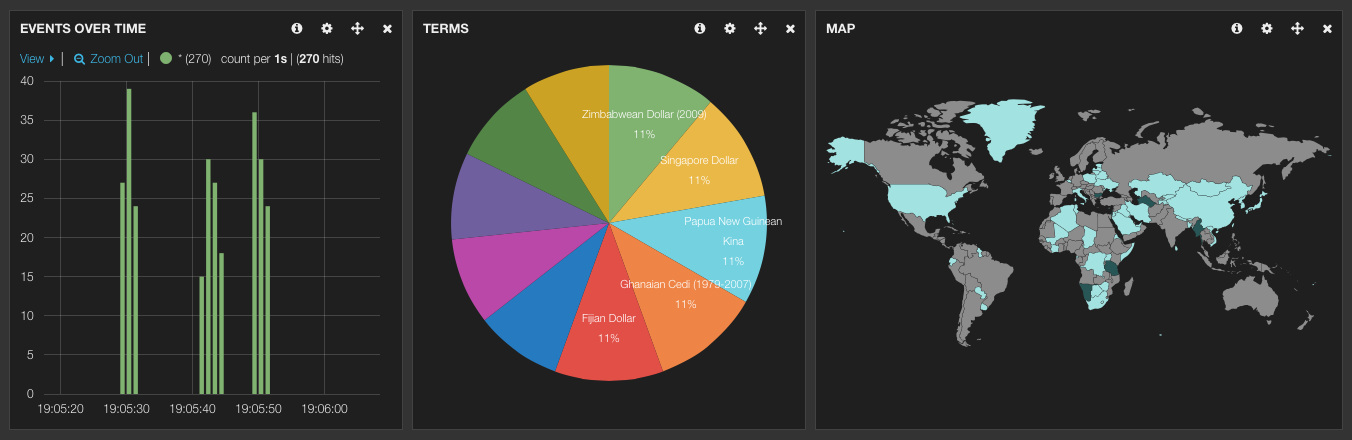 EVENTS OVER TIME
View | Zoom Out | * (270) count per 1s | (270 hits)
40
35
30
25
20
15
10
5
0
19:05:20 19:05:30 19:05:40 19:05:50 19:06:00
TERMS
Zimbabwean Dollar (2009)
11%
Singapore Dollar
11%
Papua New Guinean
Kina
11%
Ghanaian Cedi (1979-2007)
11%
Fijian Dollar
11%
MAP